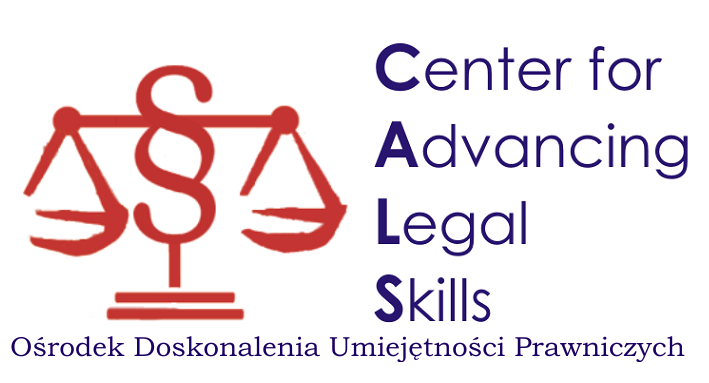 Center for
Advancing
Legal
Skills
Ośrodek Doskonalenia Umiejętności Prawniczych